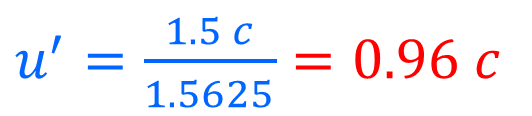 u′ = 1.5 c / 1.5625 = 0.96 c